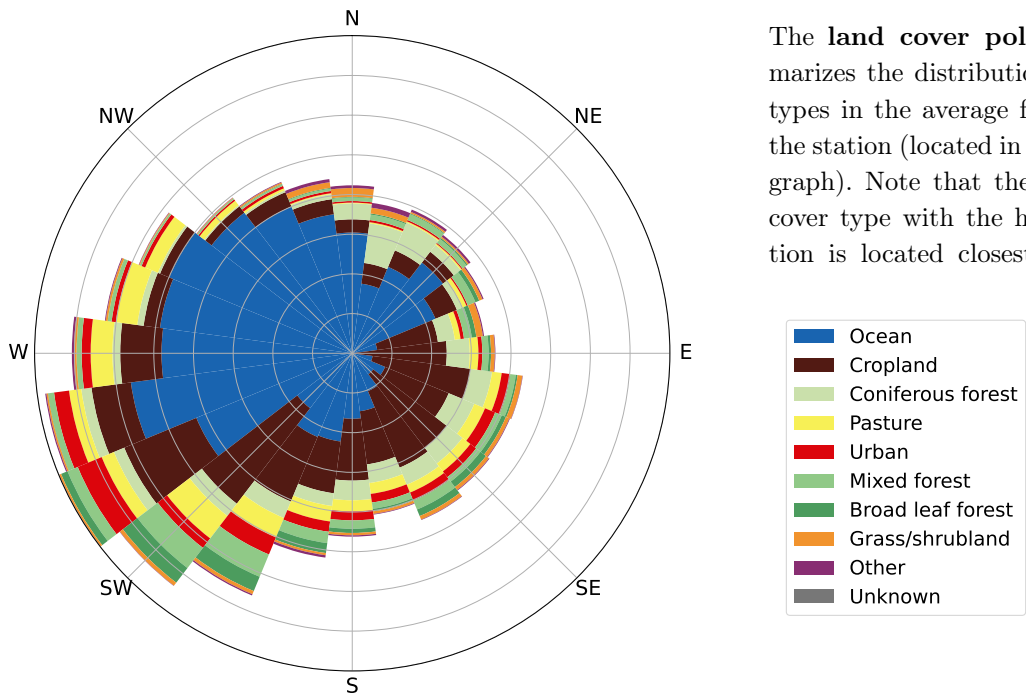 N
NW
NE
W
E
SW
SE
S
The land cover pol
marizes the distributi
types in the average f
the station (located in
graph). Note that the
cover type with the h
tion is located closest
Ocean
Cropland
Coniferous forest
Pasture
Urban
Mixed forest
Broad leaf forest
Grass/shrubland
Other
Unknown